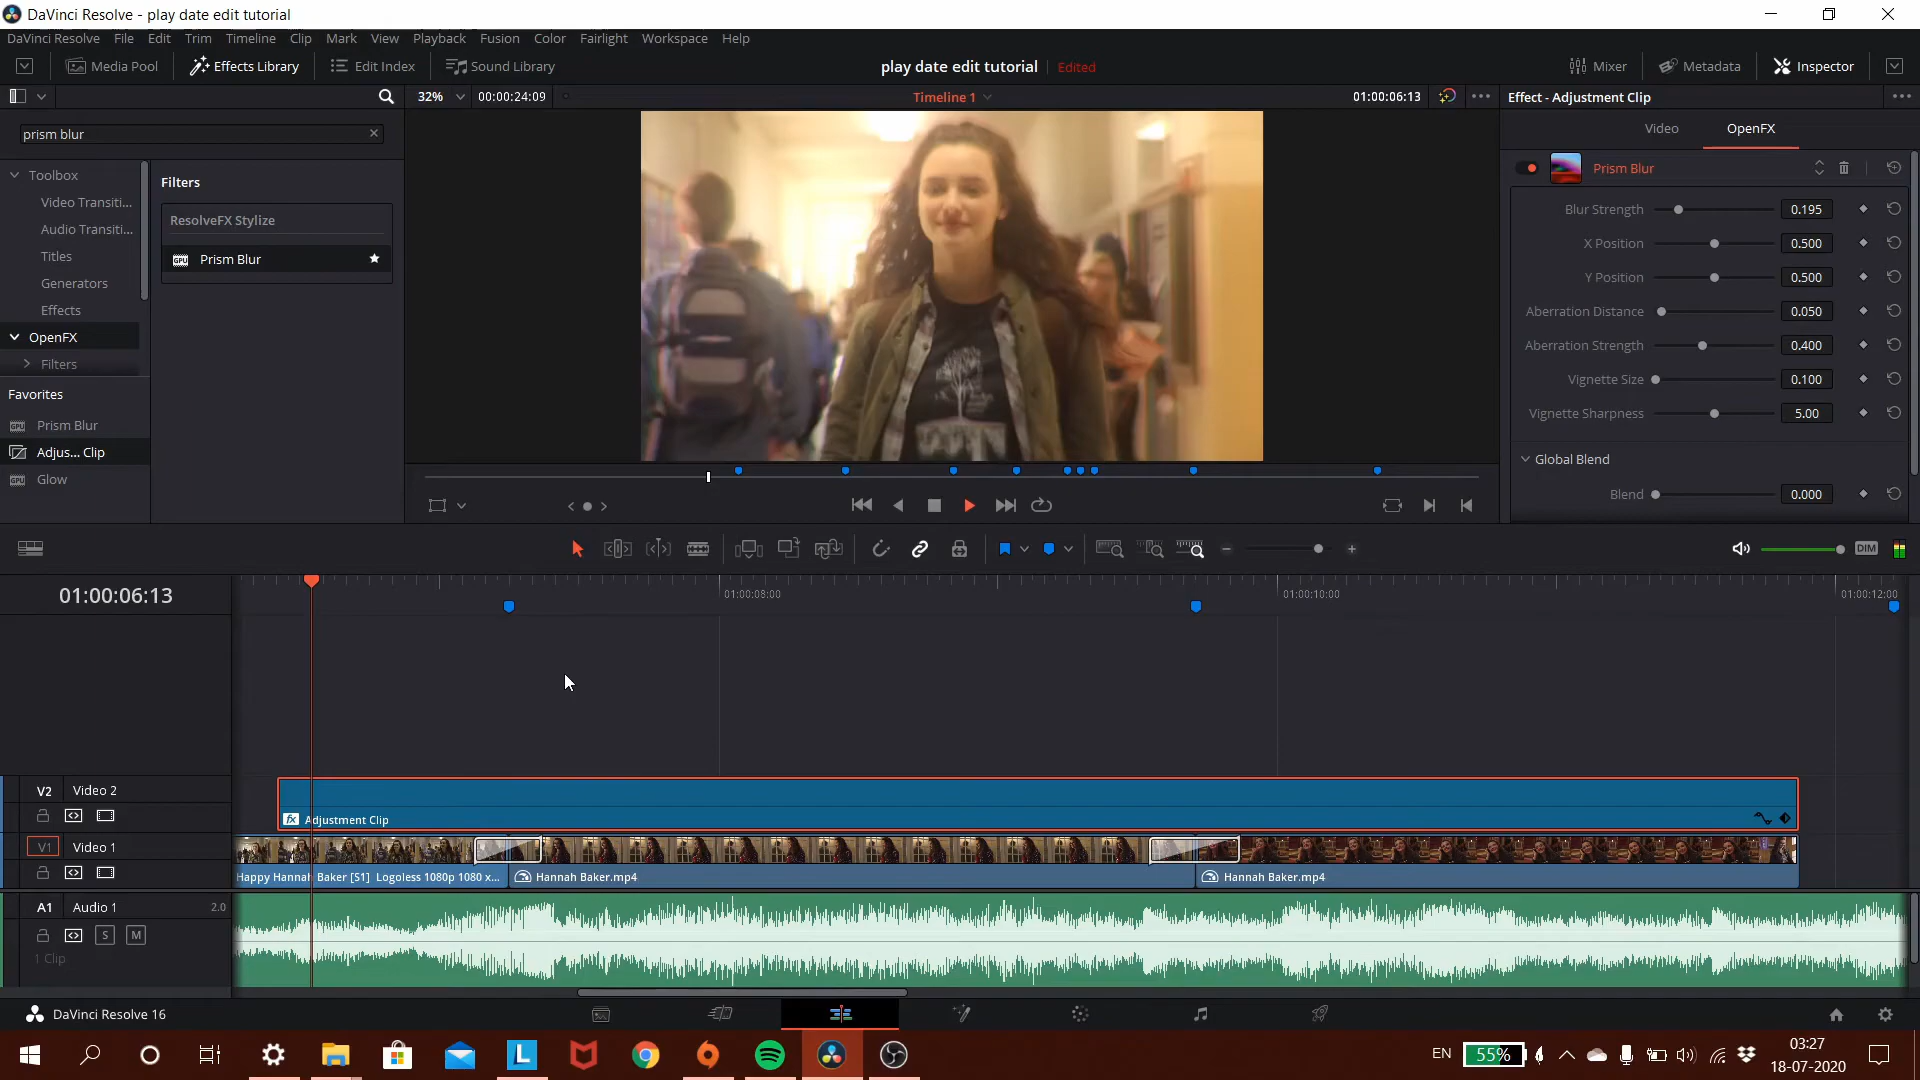 DaVinci Resolve - play date edit tutorial
DaVinci Resolve File Edit Trim Timeline Clip Mark View Playback Fusion Color Fairlight Workspace Help
Media Pool Effects Library Edit Index Sound Library play date edit tutorial Edited Mixer Metadata Inspector
32% 00:00:24:09 Timeline 1 01:00:06:13 Effect - Adjustment Clip
prism blur
Video OpenFX
Toolbox
Video Transiti...
Audio Transiti...
Titles
Generators
Effects
OpenFX
Filters
Favorites
Prism Blur
Adjus... Clip
Glow
Filters
ResolveFX Stylize
GPU Prism Blur
Prism Blur
Blur Strength 0.195
X Position 0.500
Y Position 0.500
Aberration Distance 0.050
Aberration Strength 0.400
Vignette Size 0.100
Vignette Sharpness 5.00
Global Blend
Blend 0.000
DIM
01:00:06:13
01:00:08:00 01:00:10:00 01:00:12:00
V2 Video 2
fx Adjustment Clip
V1 Video 1
Happy Hannah Baker [S1] Logoless 1080p 1080 x... Hannah Baker.mp4 Hannah Baker.mp4
A1 Audio 1 2.0
S M
1 Clip
DaVinci Resolve 16
L
EN 55% 03:27
18-07-2020